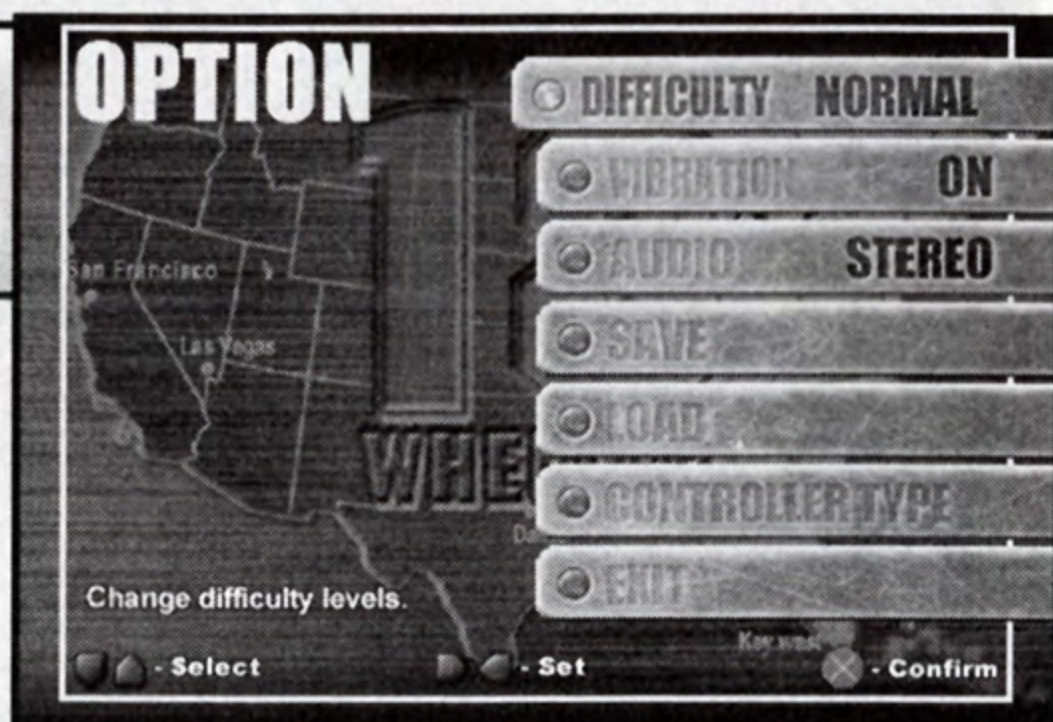 OPTION
DIFFICULTY NORMAL
VIBRATION ON
AUDIO STEREO
San Francisco
SAVE
Las Vegas
LOAD
CONTROLLER TYPE
EXIT
Change difficulty levels.
Key west
- Select
- Set
- Confirm